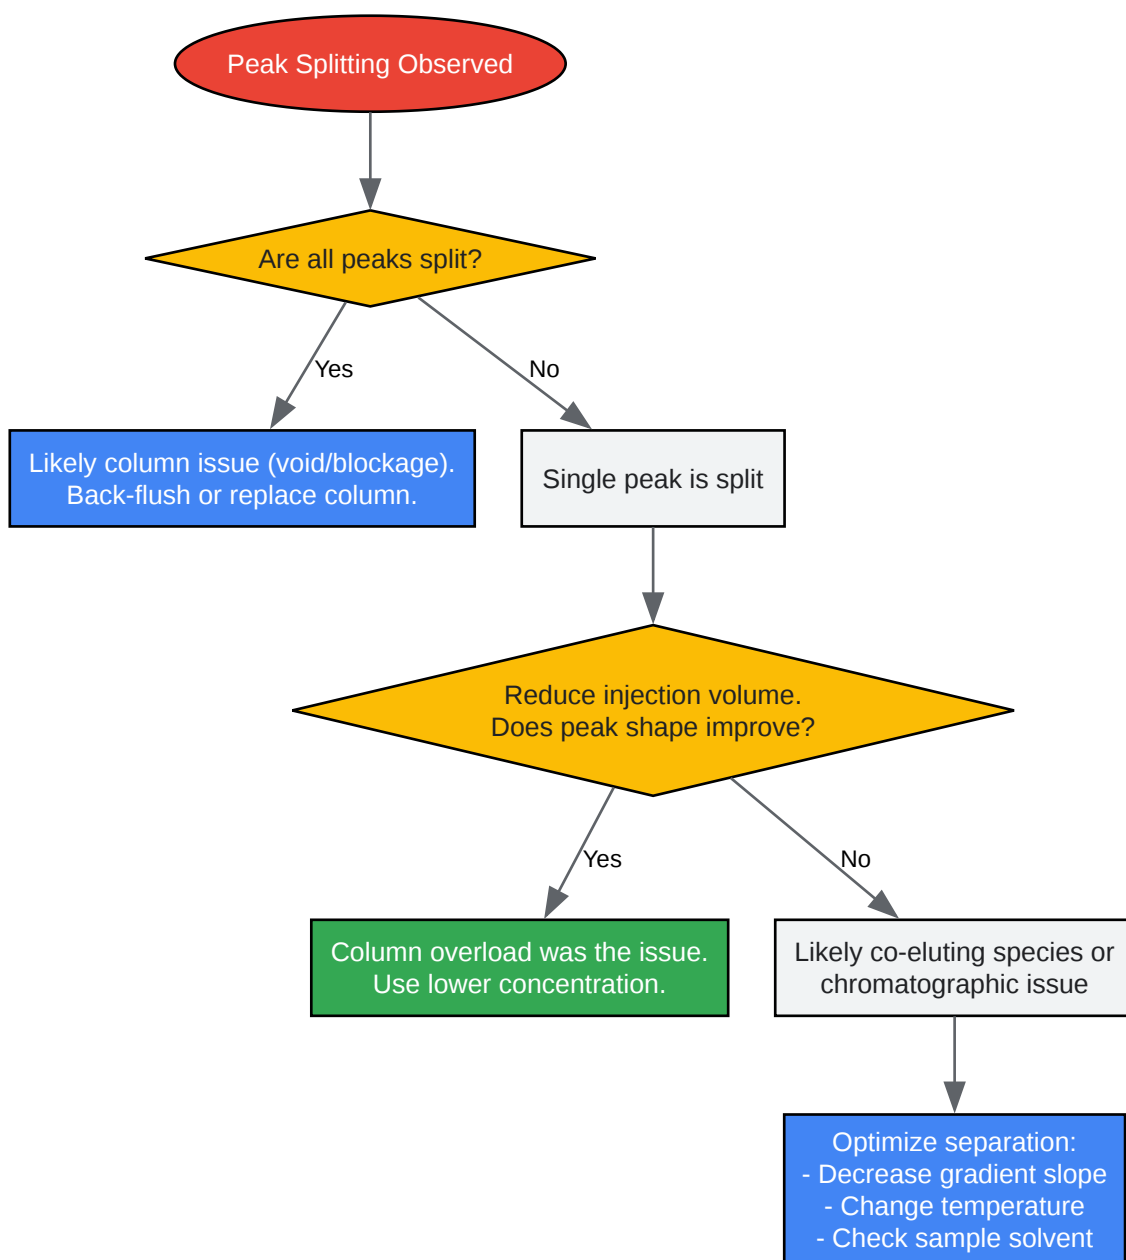 Peak Splitting Observed
Are all peaks split?
Yes
No
Likely column issue (void/blockage).
Back-flush or replace column.
Single peak is split
Reduce injection volume.
Does peak shape improve?
Yes
No
Column overload was the issue.
Use lower concentration.
Likely co-eluting species or
chromatographic issue
Optimize separation:
- Decrease gradient slope
- Change temperature
- Check sample solvent